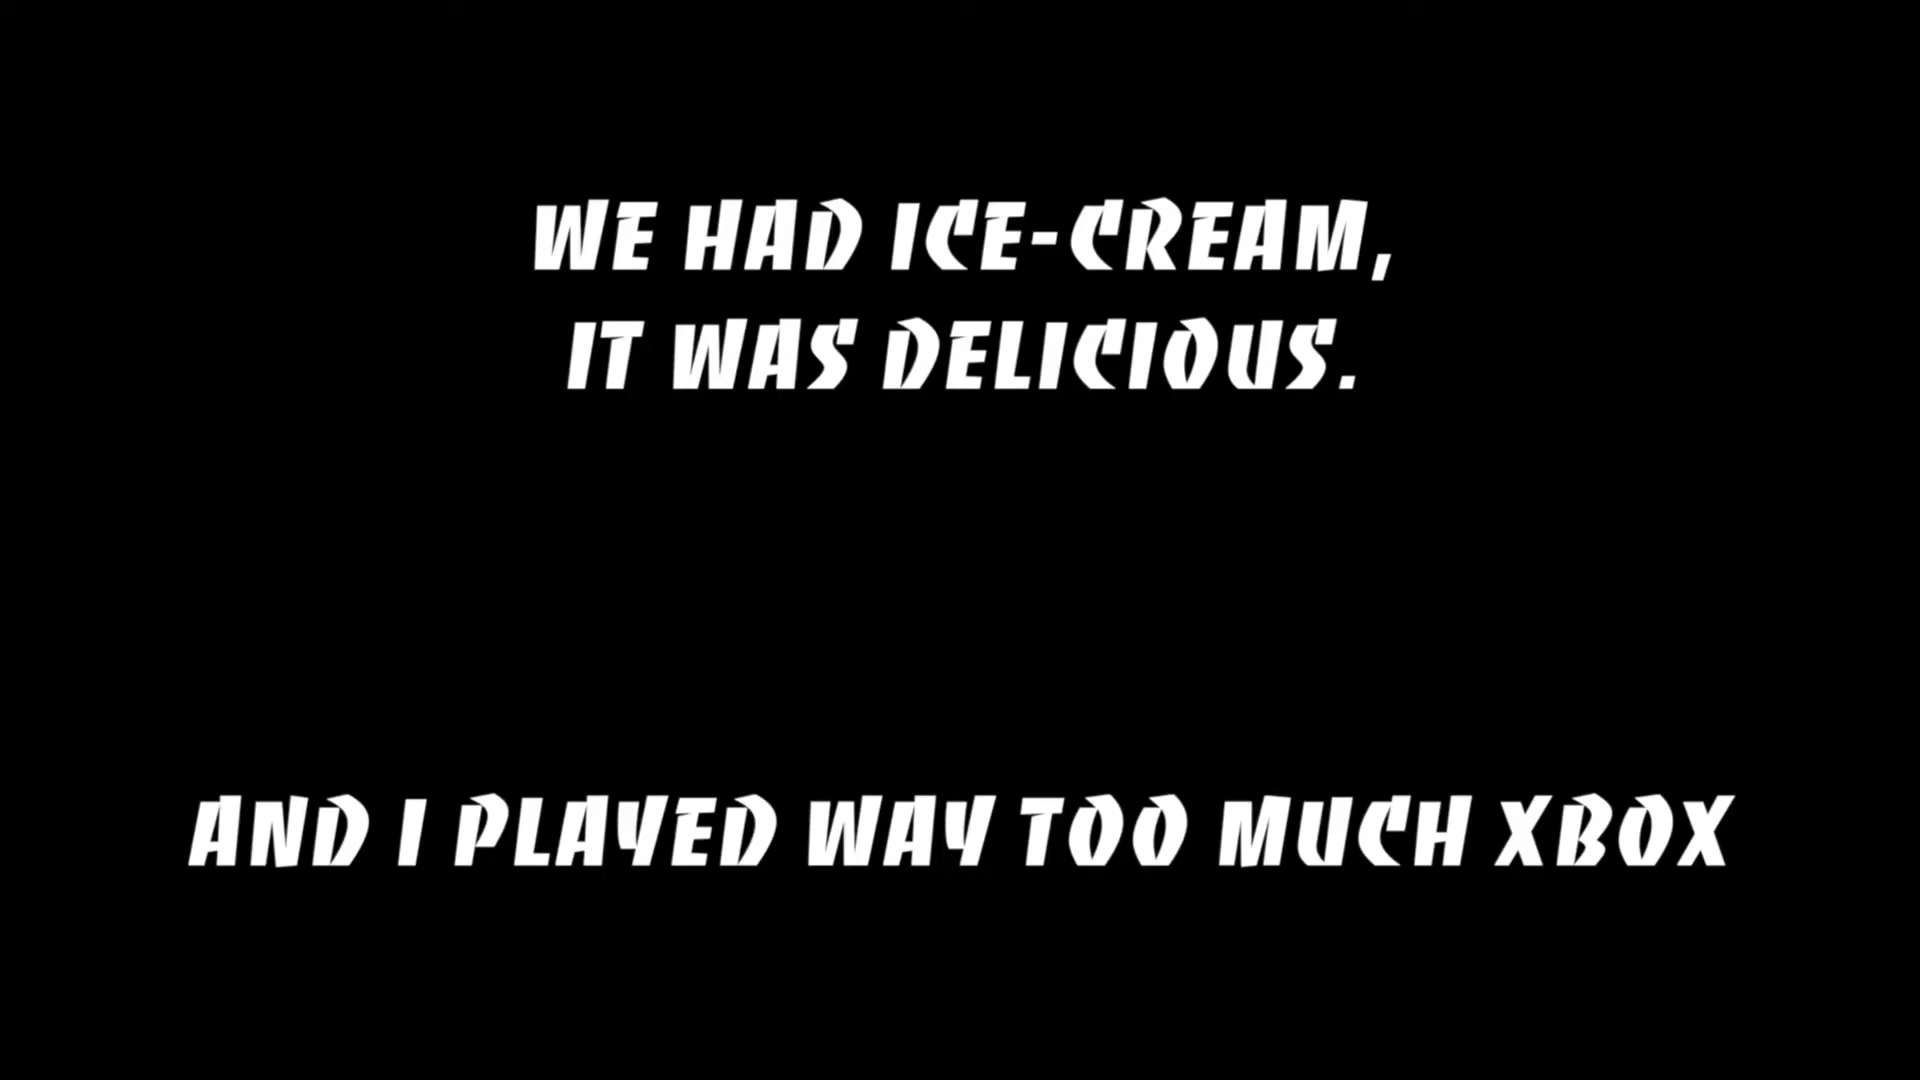 WE HAD ICE-CREAM,
IT WAS DELICIOUS.
AND I PLAYED WAY TOO MUCH XBOX